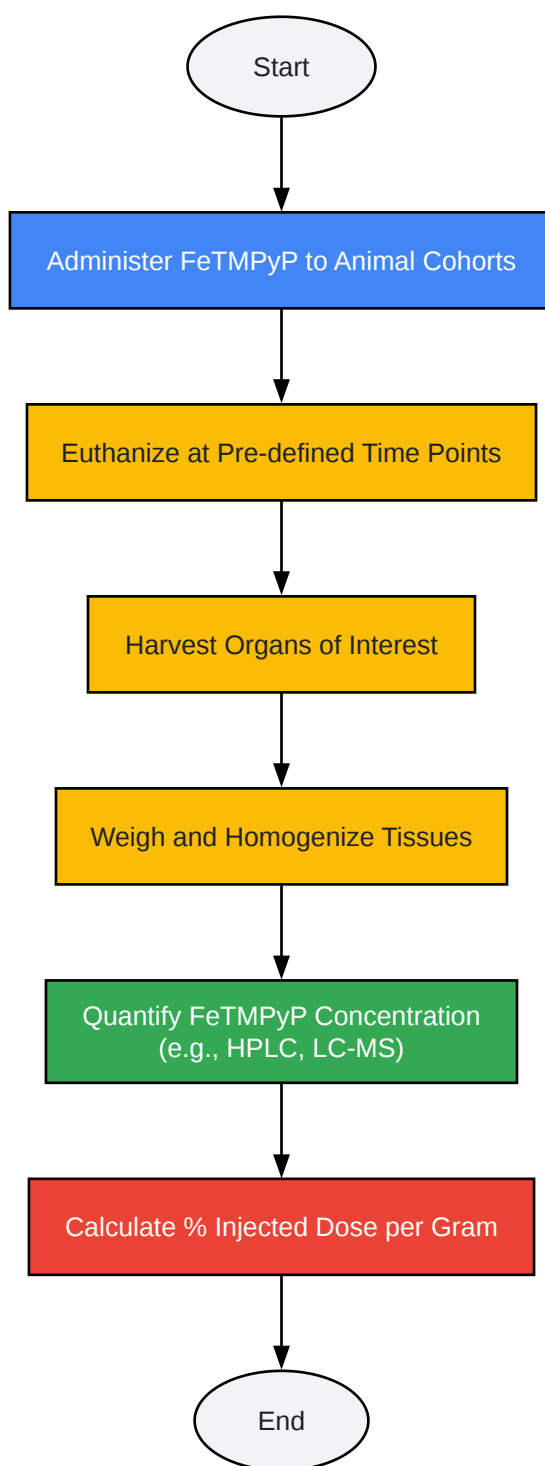 Start
Administer FeTMPyP to Animal Cohorts
Euthanize at Pre-defined Time Points
Harvest Organs of Interest
Weigh and Homogenize Tissues
Quantify FeTMPyP Concentration
(e.g., HPLC, LC-MS)
Calculate % Injected Dose per Gram
End